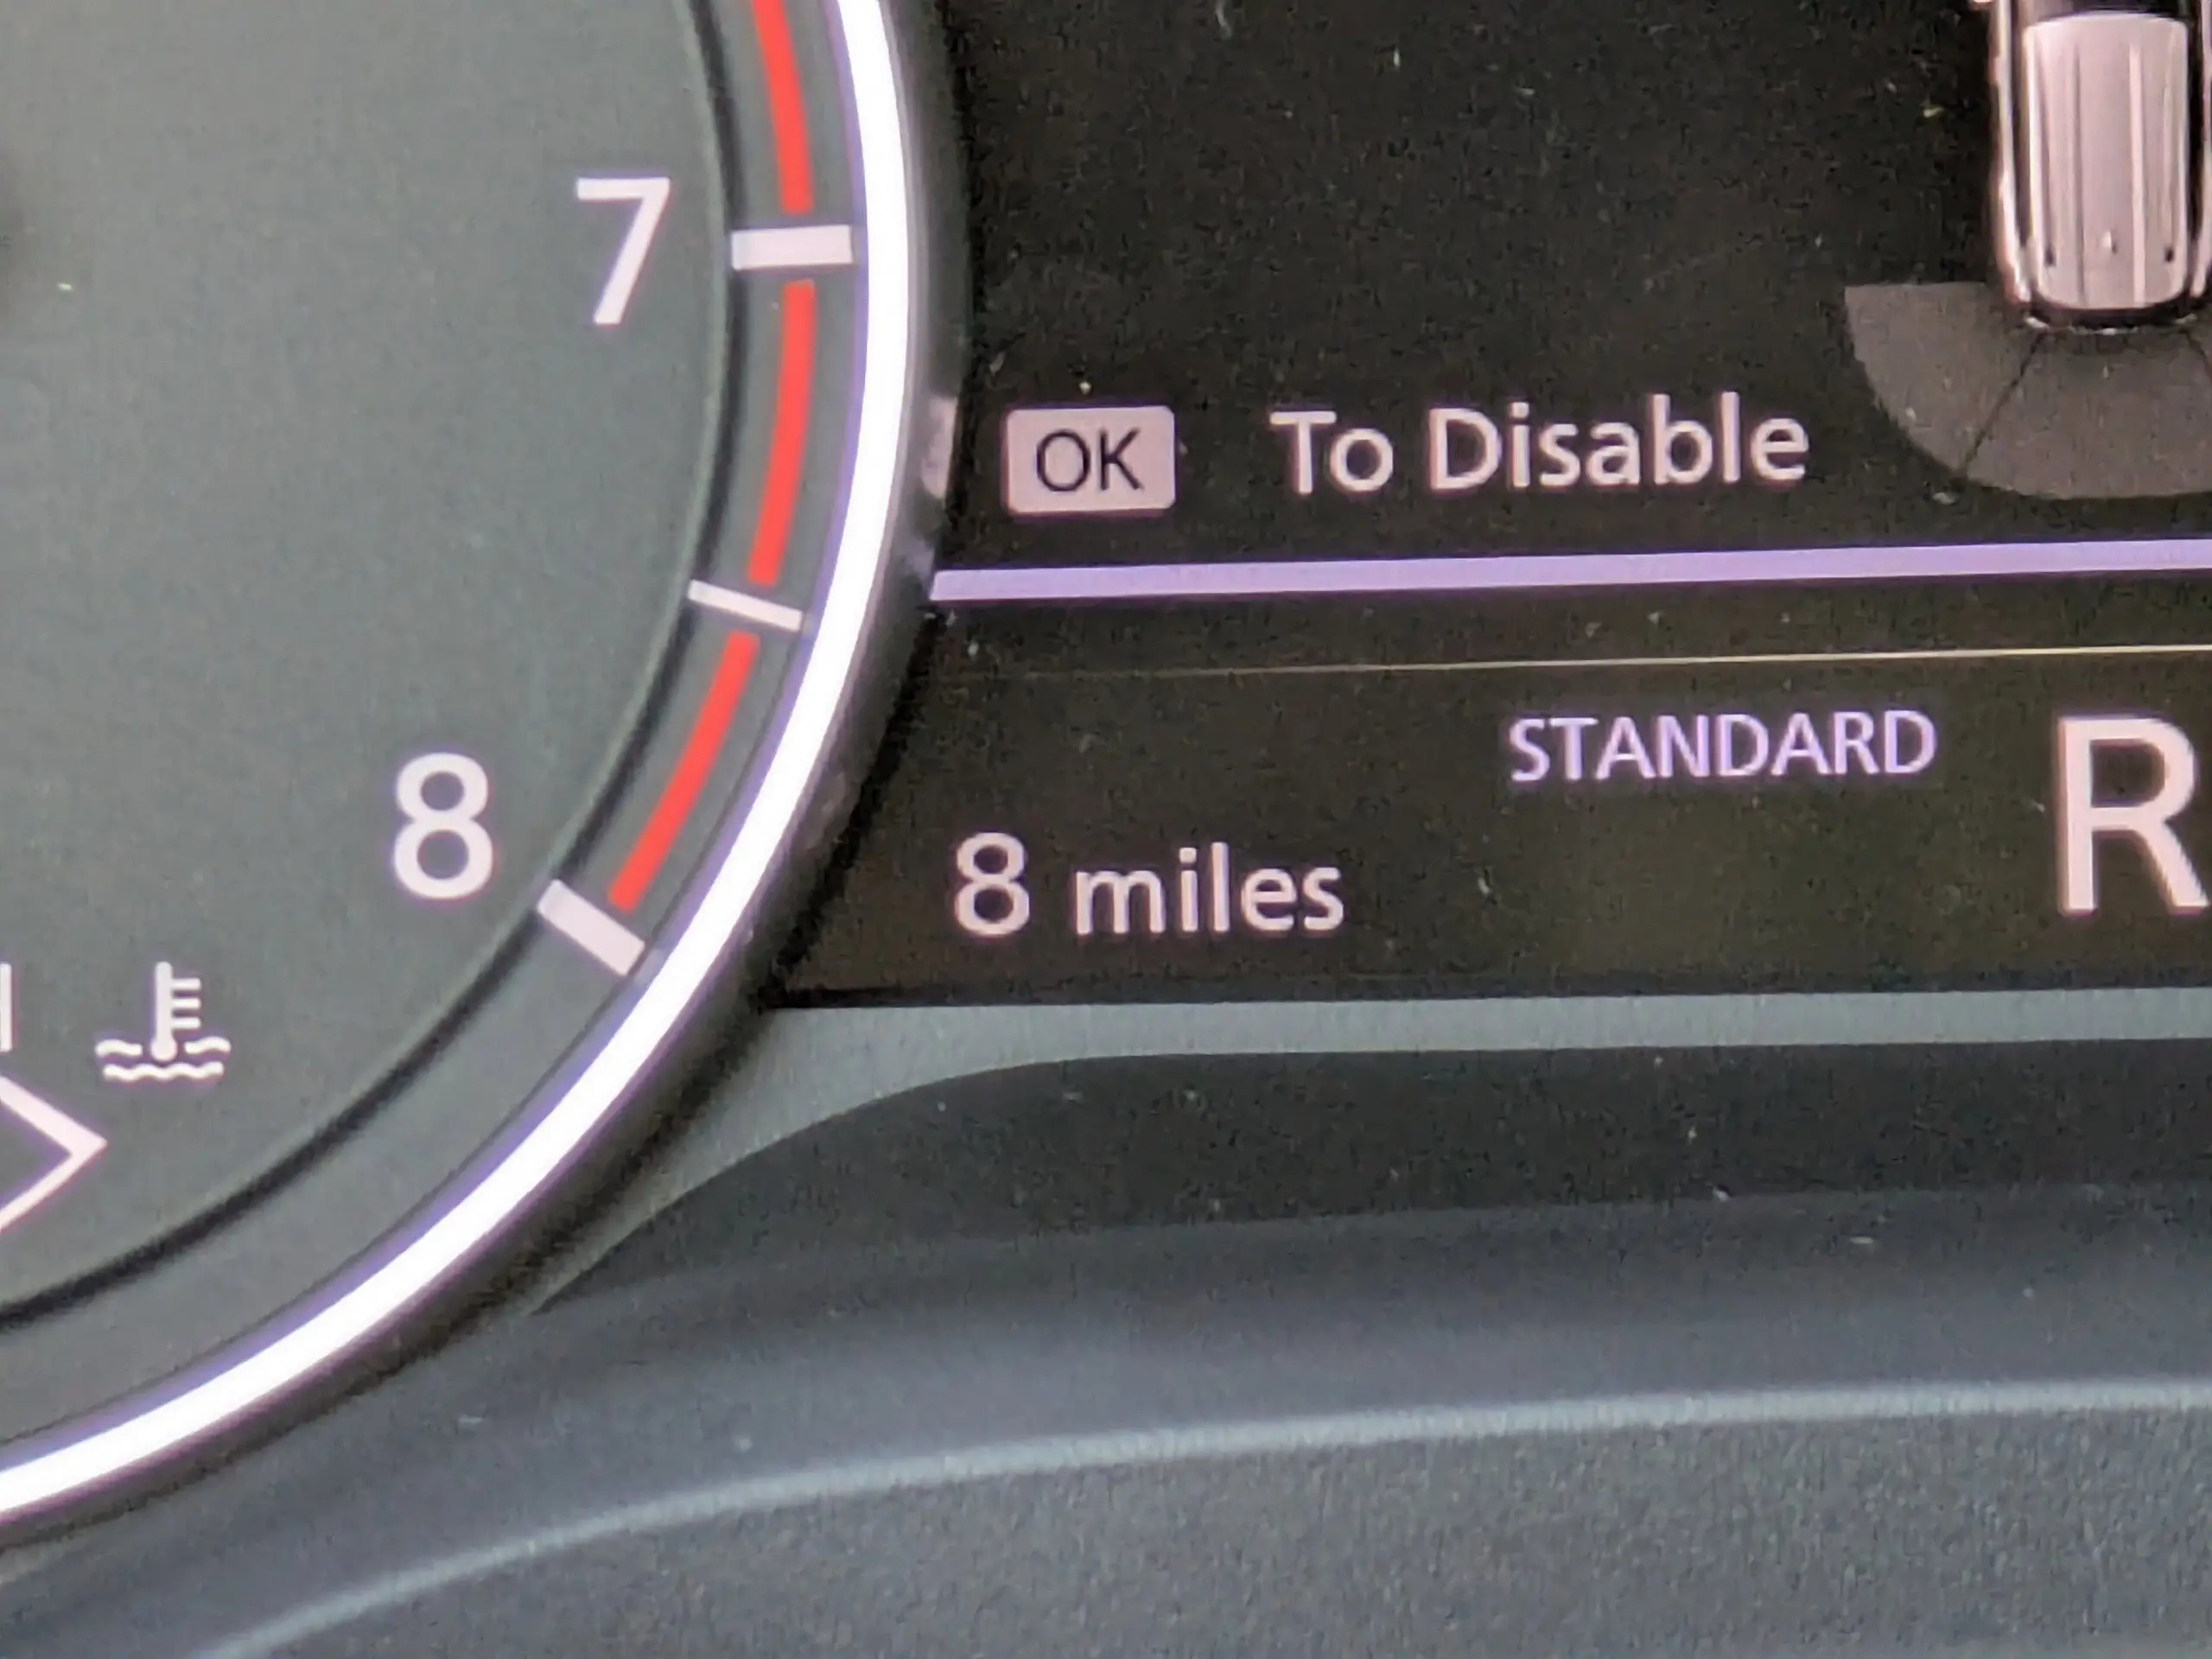 7
OK To Disable
STANDARD R
8
8 miles